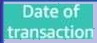 Date of
transaction